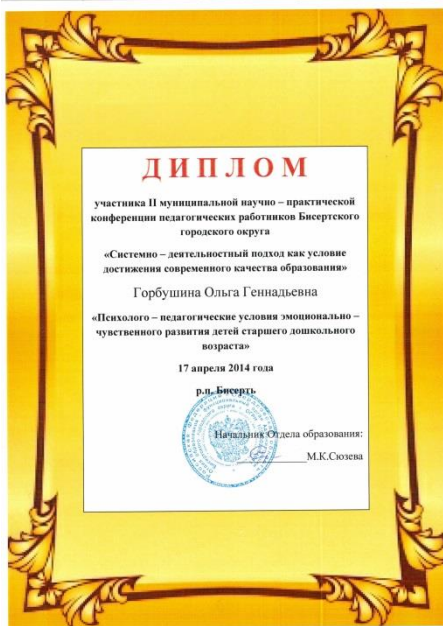 ДИПЛОМ
участника II муниципальной научно – практической
конференции педагогических работников Бисертского
городского округа
«Системно – деятельностный подход как условие
достижения современного качества образования»
Горбушина Ольга Геннадьевна
«Психолого – педагогические условия эмоционально –
чувственного развития детей старшего дошкольного
возраста»
17 апреля 2014 года
р.п. Бисерть
Начальник Отдела образования:
М.К.Сюзева